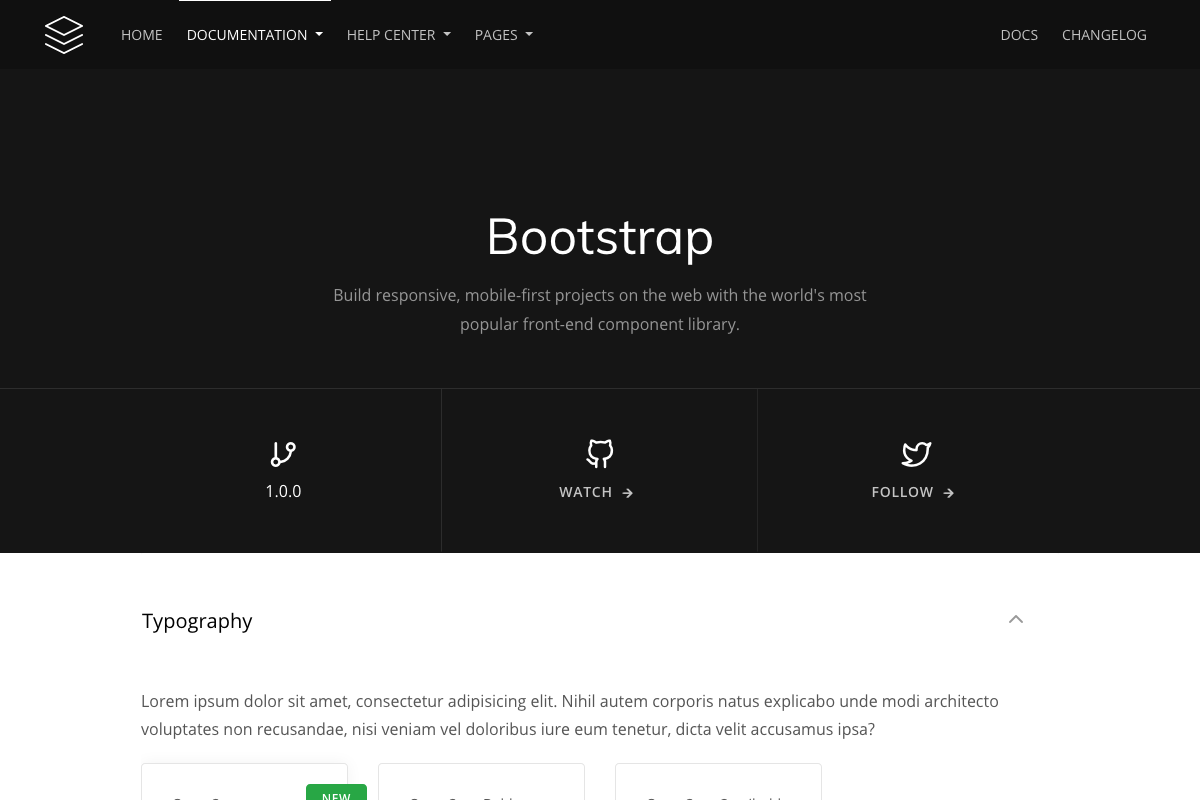 HOME DOCUMENTATION HELP CENTER PAGES DOCS CHANGELOG
Bootstrap
Build responsive, mobile-first projects on the web with the world's most
popular front-end component library.
1.0.0 WATCH FOLLOW
Typography
Lorem ipsum dolor sit amet, consectetur adipisicing elit. Nihil autem corporis natus explicabo unde modi architecto
voluptates non recusandae, nisi veniam vel doloribus iure eum tenetur, dicta velit accusamus ipsa?
NEW